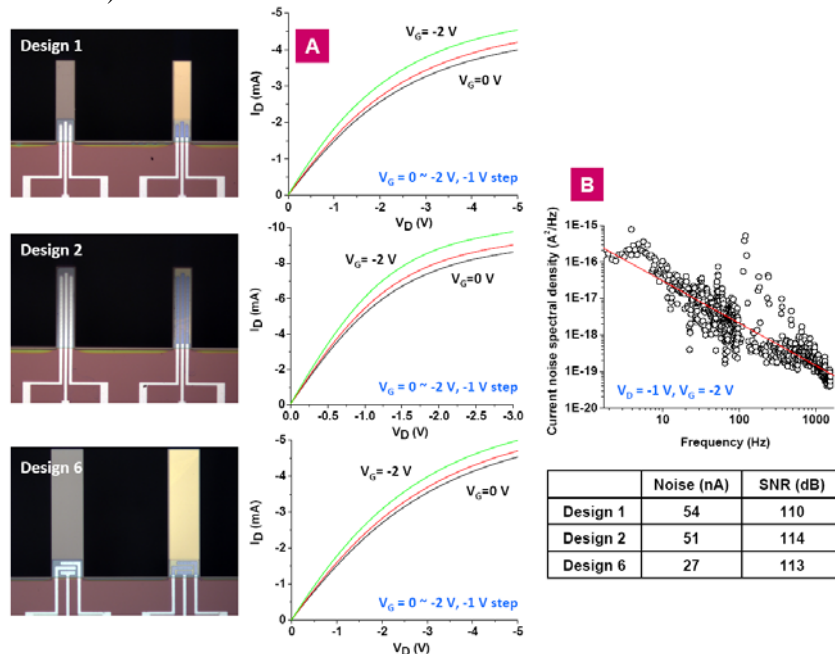 )
Design 1
A
I_D (mA)
-5
-4
-3
-2
-1
0
V_G= -2 V
V_G=0 V
V_G = 0 ~ -2 V, -1 V step
0 -1 -2 -3 -4 -5
V_D (V)
Design 2
I_D (mA)
-10
-8
-6
-4
-2
0
V_G= -2 V
V_G=0 V
V_G = 0 ~ -2 V, -1 V step
0.0 -0.5 -1.0 -1.5 -2.0 -2.5 -3.0
V_D (V)
Design 6
I_D (mA)
-5
-4
-3
-2
-1
0
V_G= -2 V
V_G=0 V
V_G = 0 ~ -2 V, -1 V step
0 -1 -2 -3 -4 -5
V_D (V)
B
Current noise spectral density (A²/Hz)
1E-15
1E-16
1E-17
1E-18
1E-19
1E-20
V_D = -1 V, V_G = -2 V
10 100 1000
Frequency (Hz)
Noise (nA) SNR (dB)
Design 1 54 110
Design 2 51 114
Design 6 27 113